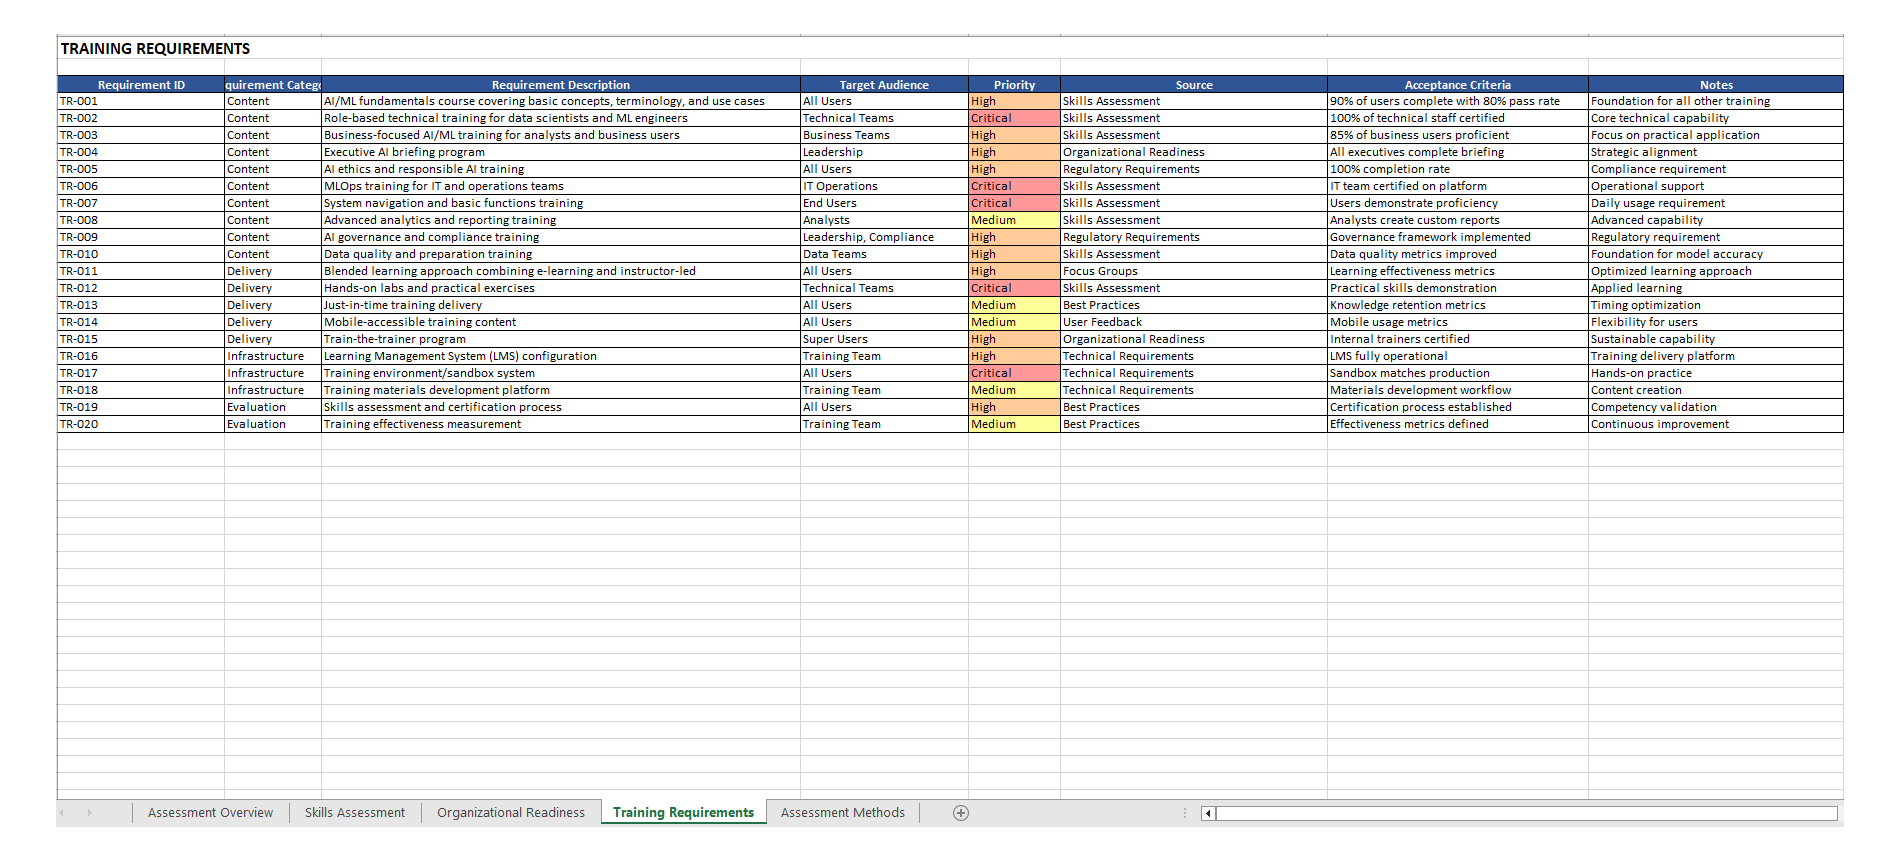 TRAINING REQUIREMENTS
Requirement ID quirement Catego Requirement Description Target Audience Priority Source Acceptance Criteria Notes
TR-001 Content AI/ML fundamentals course covering basic concepts, terminology, and use cases All Users High Skills Assessment 90% of users complete with 80% pass rate Foundation for all other training
TR-002 Content Role-based technical training for data scientists and ML engineers Technical Teams Critical Skills Assessment 100% of technical staff certified Core technical capability
TR-003 Content Business-focused AI/ML training for analysts and business users Business Teams High Skills Assessment 85% of business users proficient Focus on practical application
TR-004 Content Executive AI briefing program Leadership High Organizational Readiness All executives complete briefing Strategic alignment
TR-005 Content AI ethics and responsible AI training All Users High Regulatory Requirements 100% completion rate Compliance requirement
TR-006 Content MLOps training for IT and operations teams IT Operations Critical Skills Assessment IT team certified on platform Operational support
TR-007 Content System navigation and basic functions training End Users Critical Skills Assessment Users demonstrate proficiency Daily usage requirement
TR-008 Content Advanced analytics and reporting training Analysts Medium Skills Assessment Analysts create custom reports Advanced capability
TR-009 Content AI governance and compliance training Leadership, Compliance High Regulatory Requirements Governance framework implemented Regulatory requirement
TR-010 Content Data quality and preparation training Data Teams High Skills Assessment Data quality metrics improved Foundation for model accuracy
TR-011 Delivery Blended learning approach combining e-learning and instructor-led All Users High Focus Groups Learning effectiveness metrics Optimized learning approach
TR-012 Delivery Hands-on labs and practical exercises Technical Teams Critical Skills Assessment Practical skills demonstration Applied learning
TR-013 Delivery Just-in-time training delivery All Users Medium Best Practices Knowledge retention metrics Timing optimization
TR-014 Delivery Mobile-accessible training content All Users Medium User Feedback Mobile usage metrics Flexibility for users
TR-015 Delivery Train-the-trainer program Super Users High Organizational Readiness Internal trainers certified Sustainable capability
TR-016 Infrastructure Learning Management System (LMS) configuration Training Team High Technical Requirements LMS fully operational Training delivery platform
TR-017 Infrastructure Training environment/sandbox system All Users Critical Technical Requirements Sandbox matches production Hands-on practice
TR-018 Infrastructure Training materials development platform Training Team Medium Technical Requirements Materials development workflow Content creation
TR-019 Evaluation Skills assessment and certification process All Users High Best Practices Certification process established Competency validation
TR-020 Evaluation Training effectiveness measurement Training Team Medium Best Practices Effectiveness metrics defined Continuous improvement
Assessment Overview Skills Assessment Organizational Readiness Training Requirements Assessment Methods